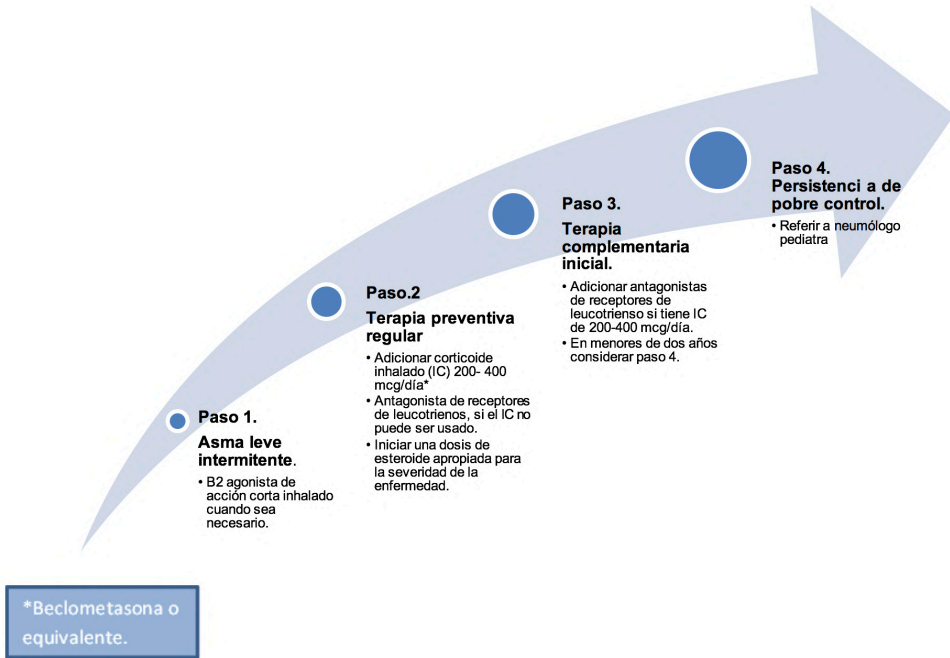 Paso 1.
Asma leve
intermitente.
• B2 agonista de
acción corta inhalado
cuando sea
necesario.
Paso.2
Terapia preventiva
regular
• Adicionar corticoide
inhalado (IC) 200- 400
mcg/día*
• Antagonista de receptores
de leucotrienos, si el IC no
puede ser usado.
• Iniciar una dosis de
esteroide apropiada para
la severidad de la
enfermedad.
Paso 3.
Terapia
complementaria
inicial.
• Adicionar antagonistas
de receptores de
leucotrienso si tiene IC
de 200-400 mcg/día.
• En menores de dos años
considerar paso 4.
Paso 4.
Persistenci a de
pobre control.
• Referir a neumólogo
pediatra
*Beclometasona o
equivalente.